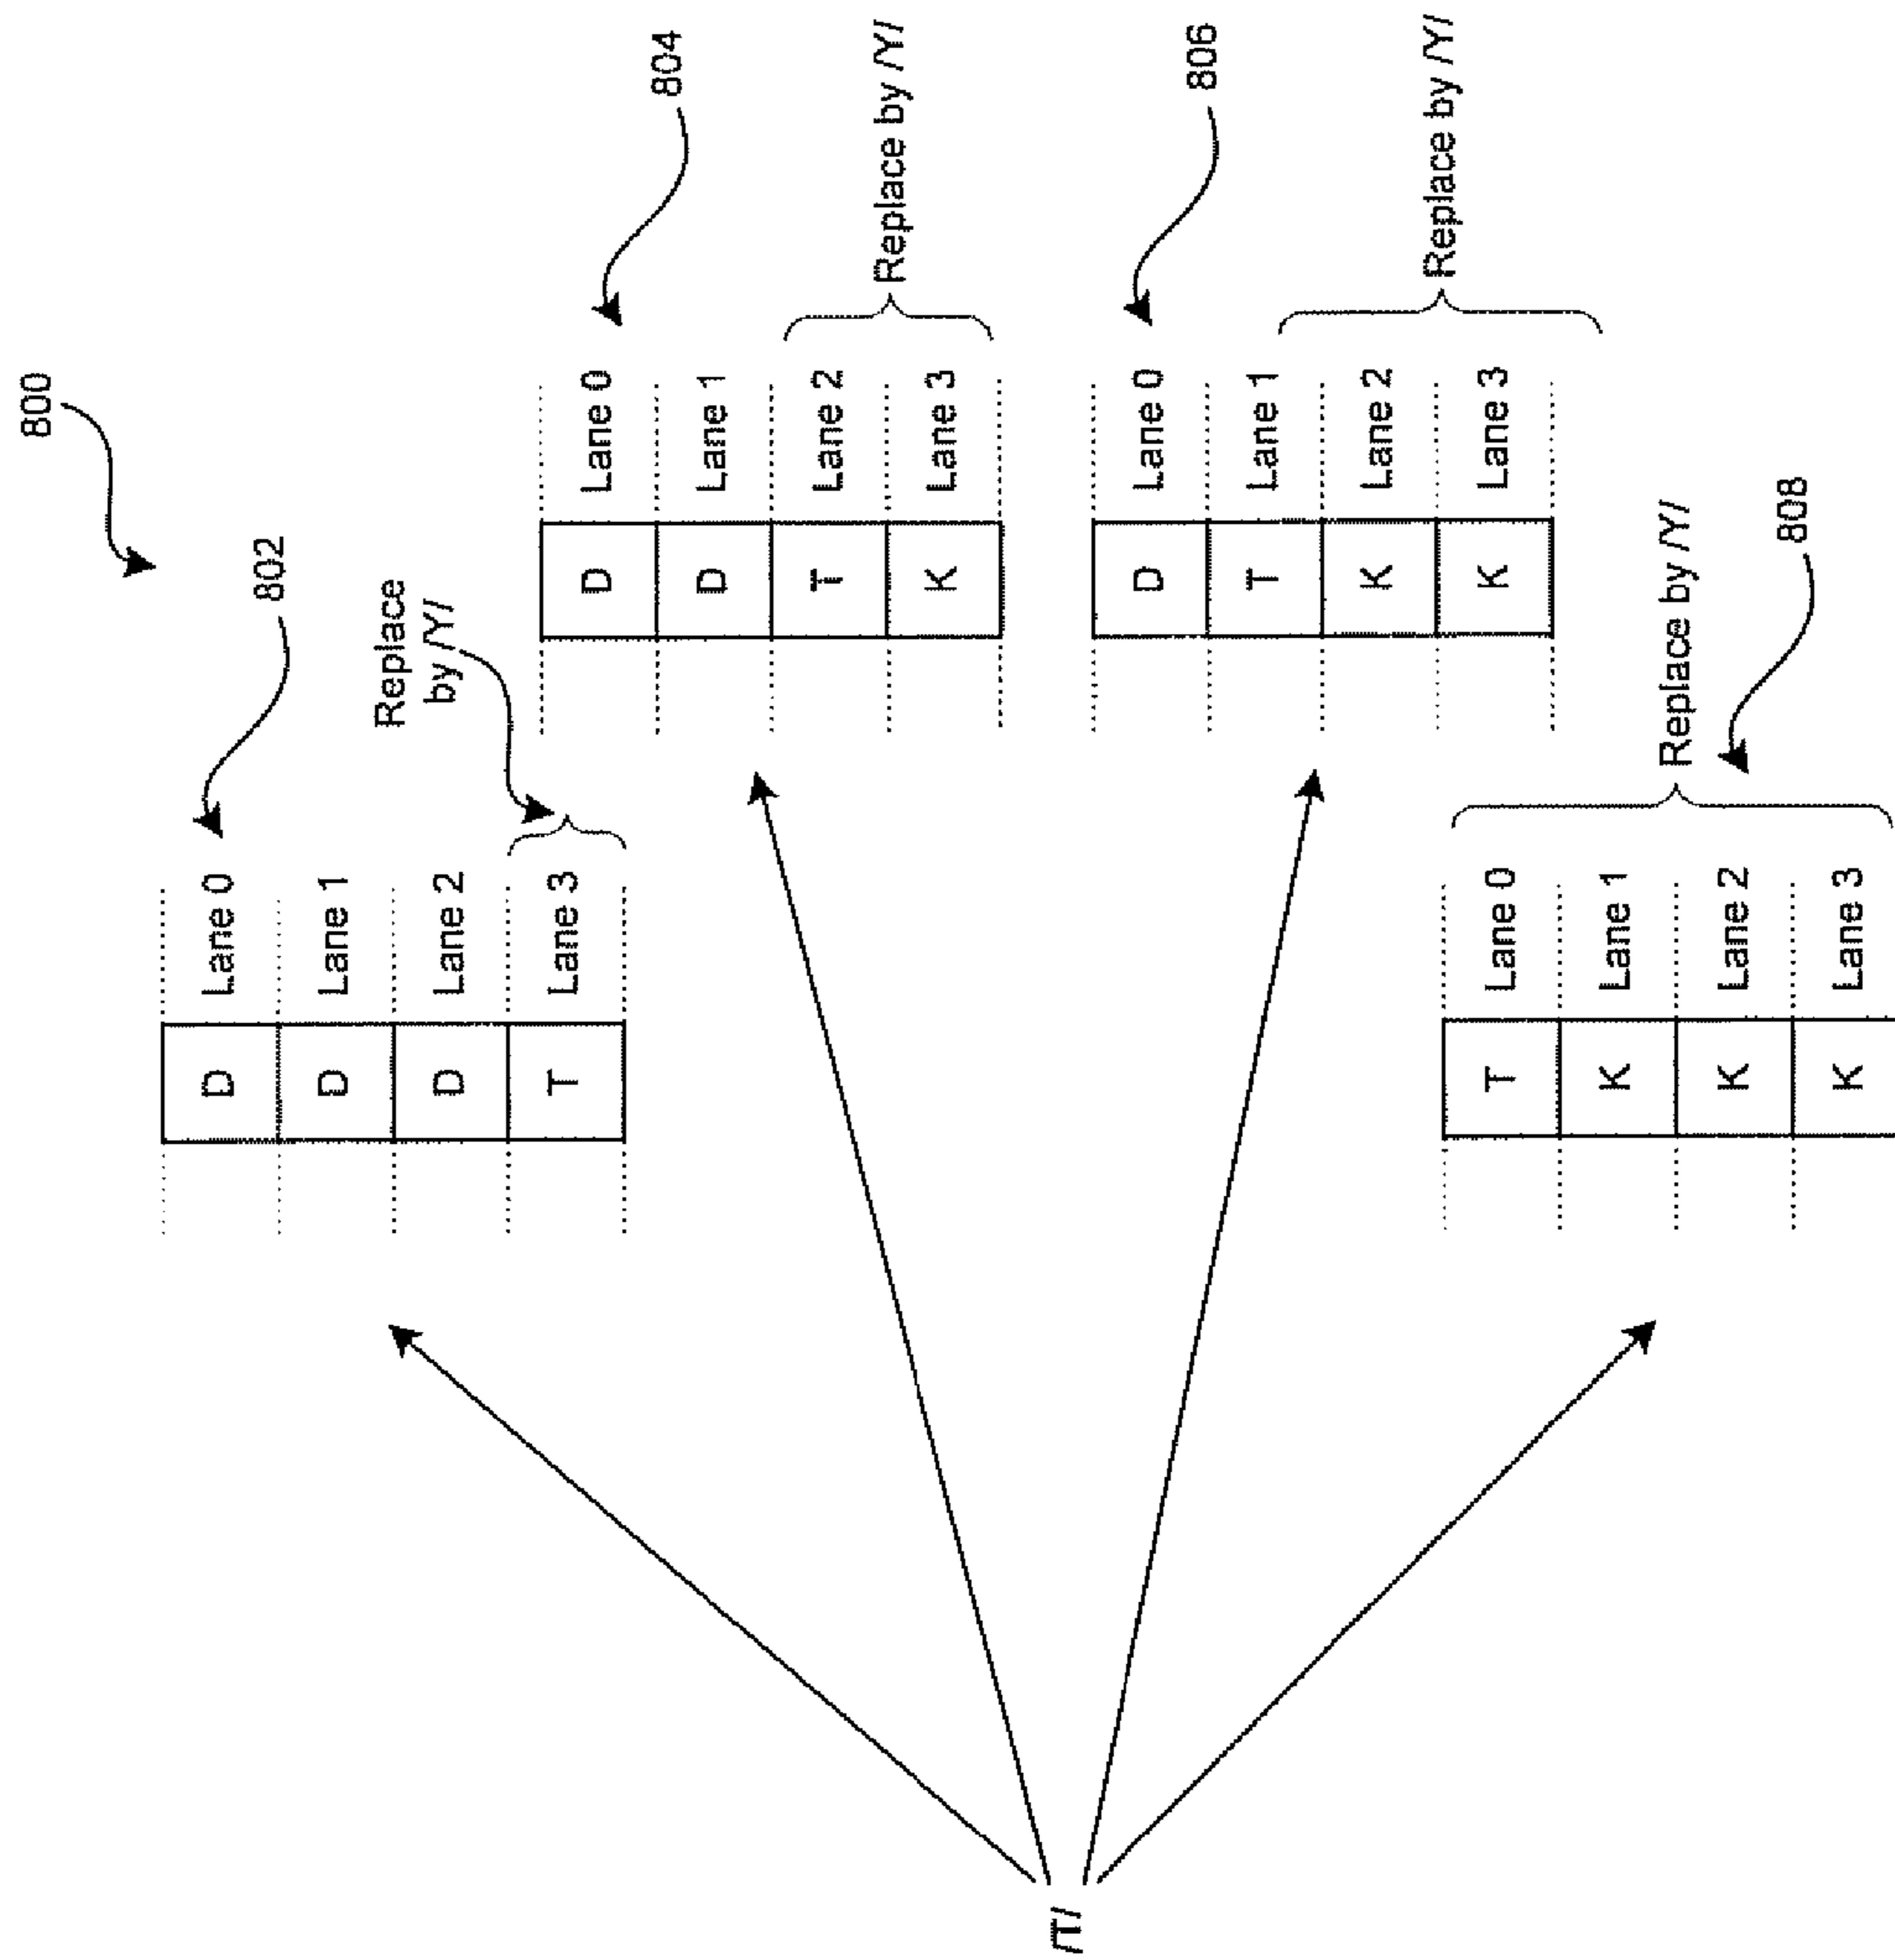 800
802
D Lane 0
D Lane 1
D Lane 2
T Lane 3
Replace
by /Y/
804
D Lane 0
D Lane 1
T Lane 2
K Lane 3
Replace by /Y/
/T/
806
D Lane 0
T Lane 1
K Lane 2
K Lane 3
Replace by /Y/
808
T Lane 0
K Lane 1
K Lane 2
K Lane 3
Replace by /Y/